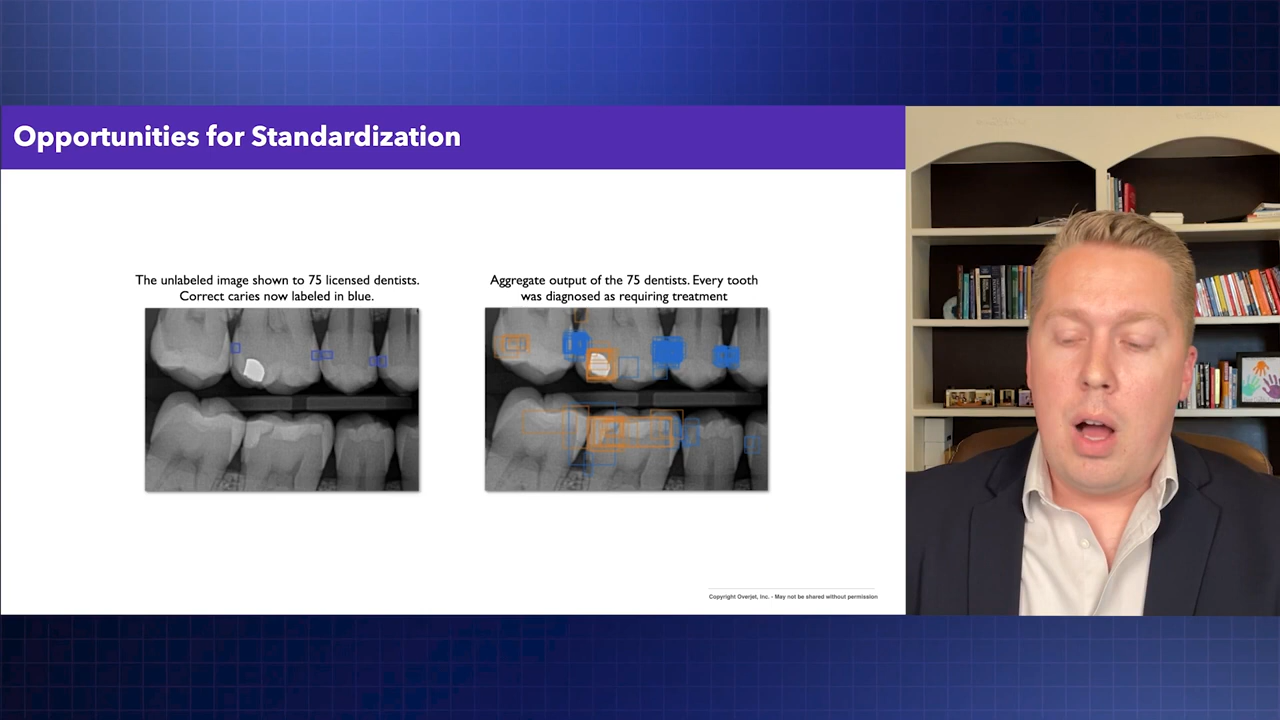 Opportunities for Standardization
The unlabeled image shown to 75 licensed dentists.
Correct caries now labeled in blue.
Aggregate output of the 75 dentists. Every tooth
was diagnosed as requiring treatment
Copyright Overjet, Inc. - May not be shared without permission